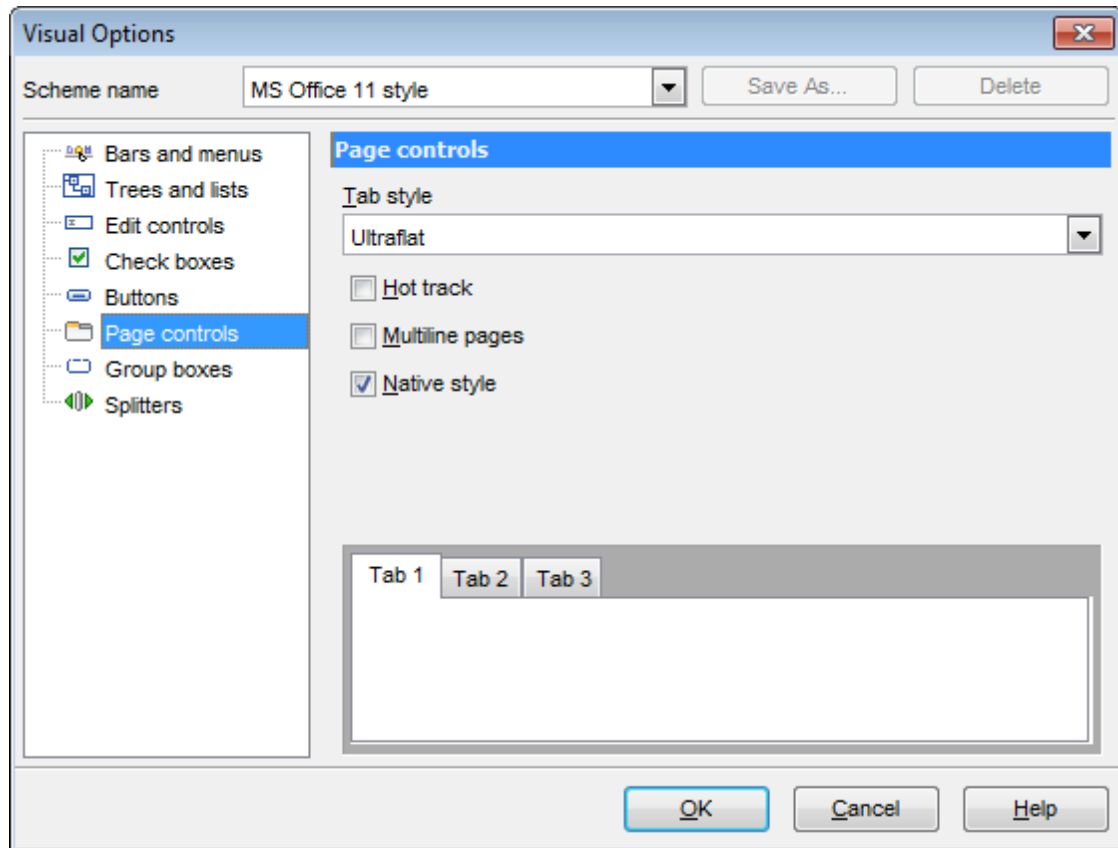 Visual Options
Scheme name MS Office 11 style Save As... Delete
Bars and menus
Trees and lists
Edit controls
Check boxes
Buttons
Page controls
Group boxes
Splitters
Page controls
Tab style
Ultraflat
Hot track
Multiline pages
Native style
Tab 1 Tab 2 Tab 3
OK Cancel Help